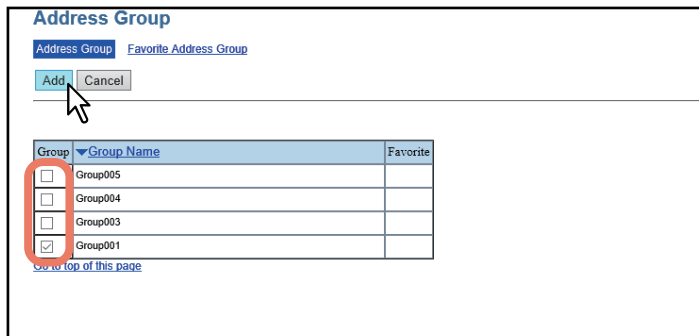 Address Group
Address Group Favorite Address Group
Add Cancel
Group Group Name Favorite
Group005
Group004
Group003
Group001
Go to top of this page